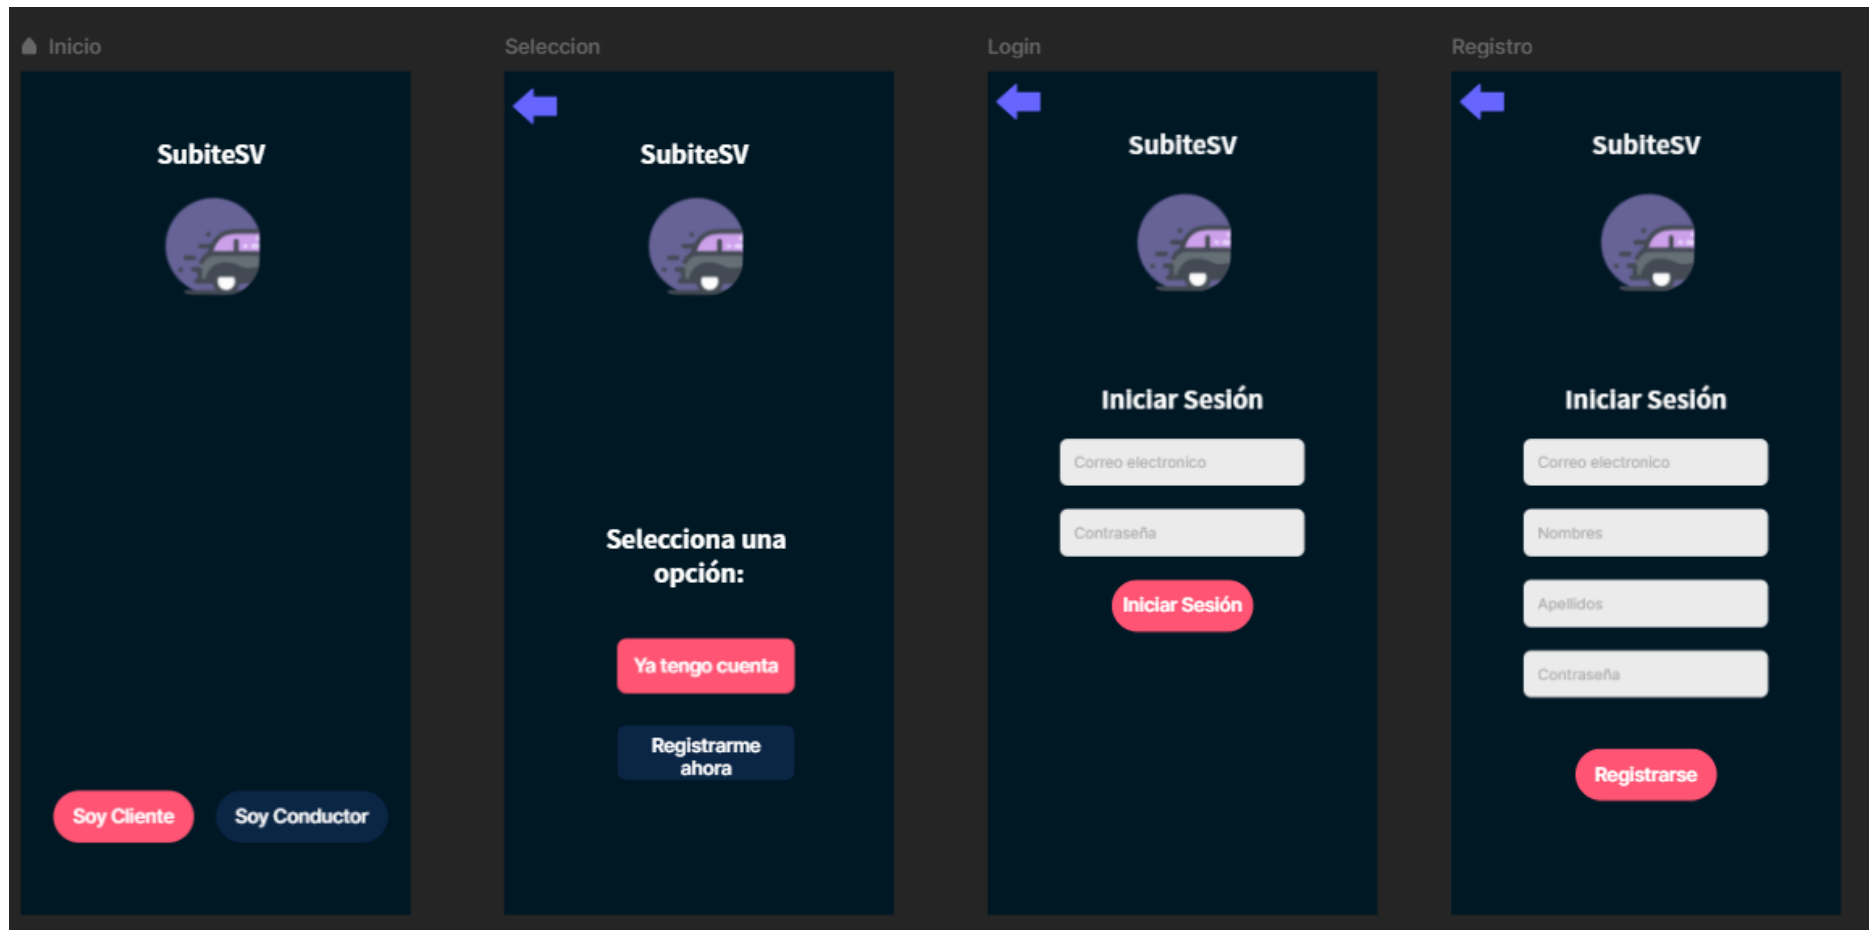 Inicio
SubiteSV
Soy Cliente
Soy Conductor
Seleccion
SubiteSV
Selecciona una
opción:
Ya tengo cuenta
Registrarme
ahora
Login
SubiteSV
Iniciar Sesión
Correo electronico
Contraseña
Iniciar Sesión
Registro
SubiteSV
Iniciar Sesión
Correo electronico
Nombres
Apellidos
Contraseña
Registrarse